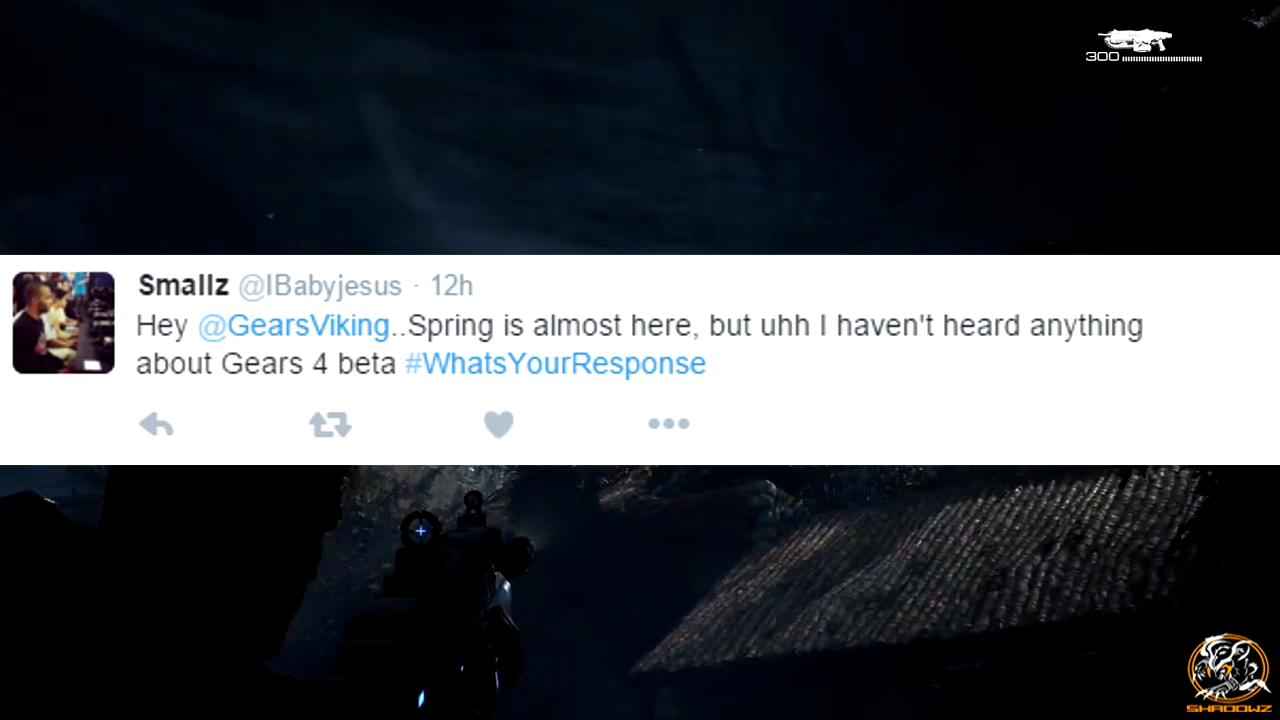 300
Smallz @IBabyjesus · 12h
Hey @GearsViking..Spring is almost here, but uhh I haven't heard anything
about Gears 4 beta #WhatsYourResponse
SHADOWZ